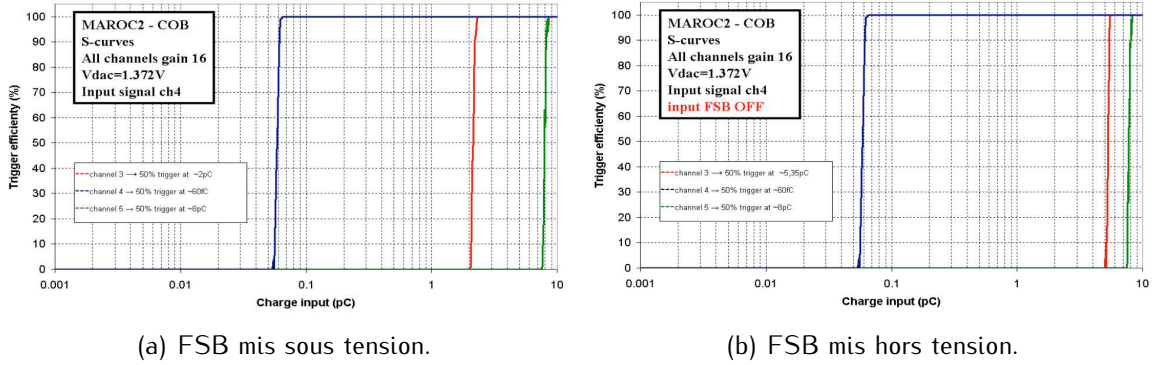 100
90
80
70
60
50
40
30
20
10
0
Trigger efficienty (%)
MAROC2 - COB
S-curves
All channels gain 16
Vdac=1.372V
Input signal ch4
channel 3 → 50% trigger at ~2pC
channel 4 → 50% trigger at ~60fC
channel 5 → 50% trigger at ~8pC
0.001 0.01 0.1 1 10
Charge input (pC)
(a) FSB mis sous tension.
100
90
80
70
60
50
40
30
20
10
0
Trigger efficienty (%)
MAROC2 - COB
S-curves
All channels gain 16
Vdac=1.372V
Input signal ch4
input FSB OFF
channel 3 → 50% trigger at ~5,35pC
channel 4 → 50% trigger at ~60fC
channel 5 → 50% trigger at ~8pC
0.001 0.01 0.1 1 10
Charge input (pC)
(b) FSB mis hors tension.